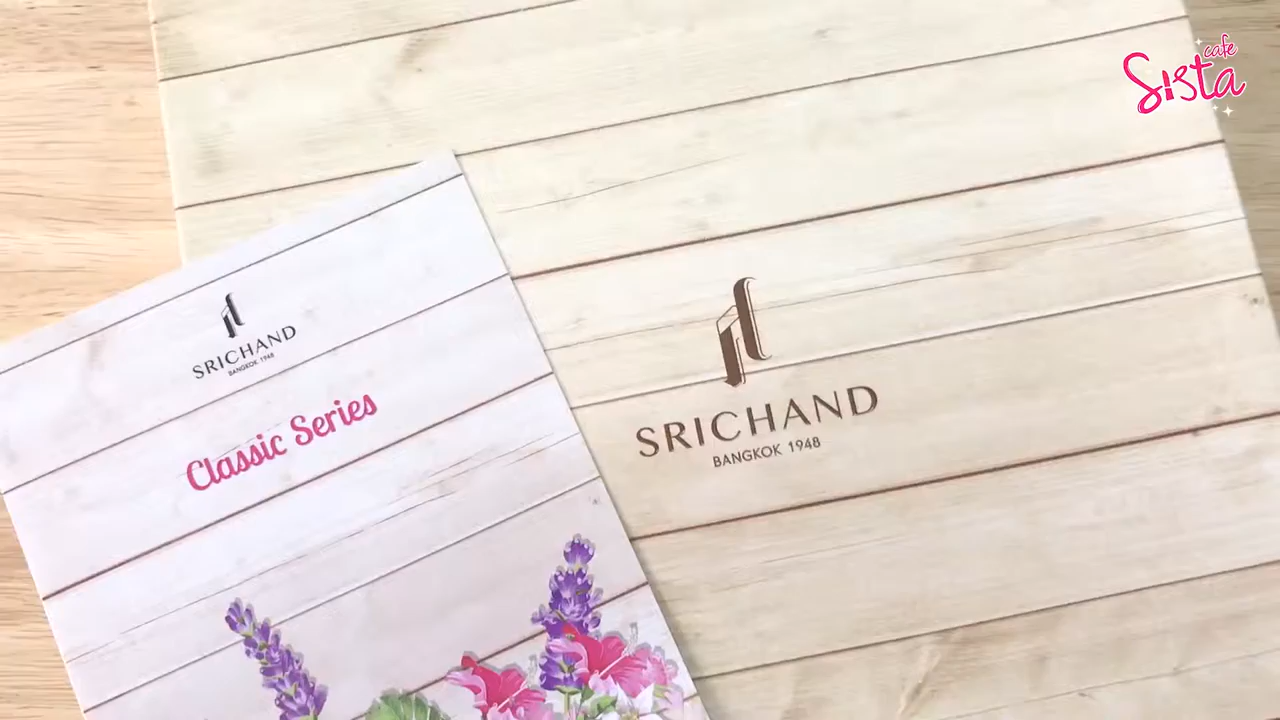 SRICHAND
BANGKOK 1948
Classic Series
SRICHAND
BANGKOK 1948
Sista
cafe